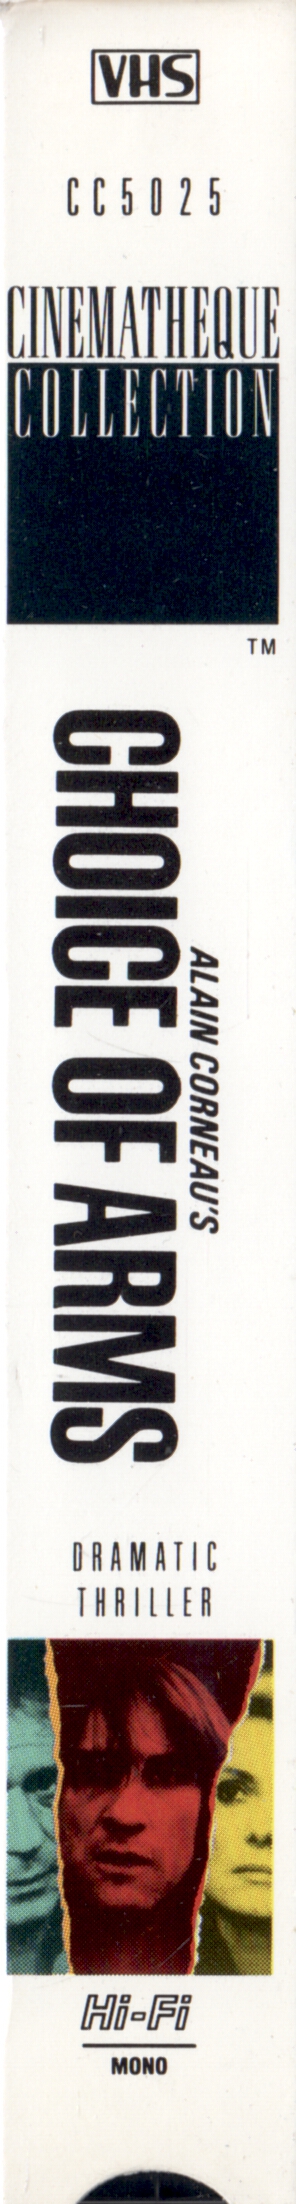 VHS
CC5025
CINEMATHEQUE
COLLECTION
TM
ALAIN CORNEAU'S
CHOICE OF ARMS
DRAMATIC
THRILLER
Hi-Fi
MONO